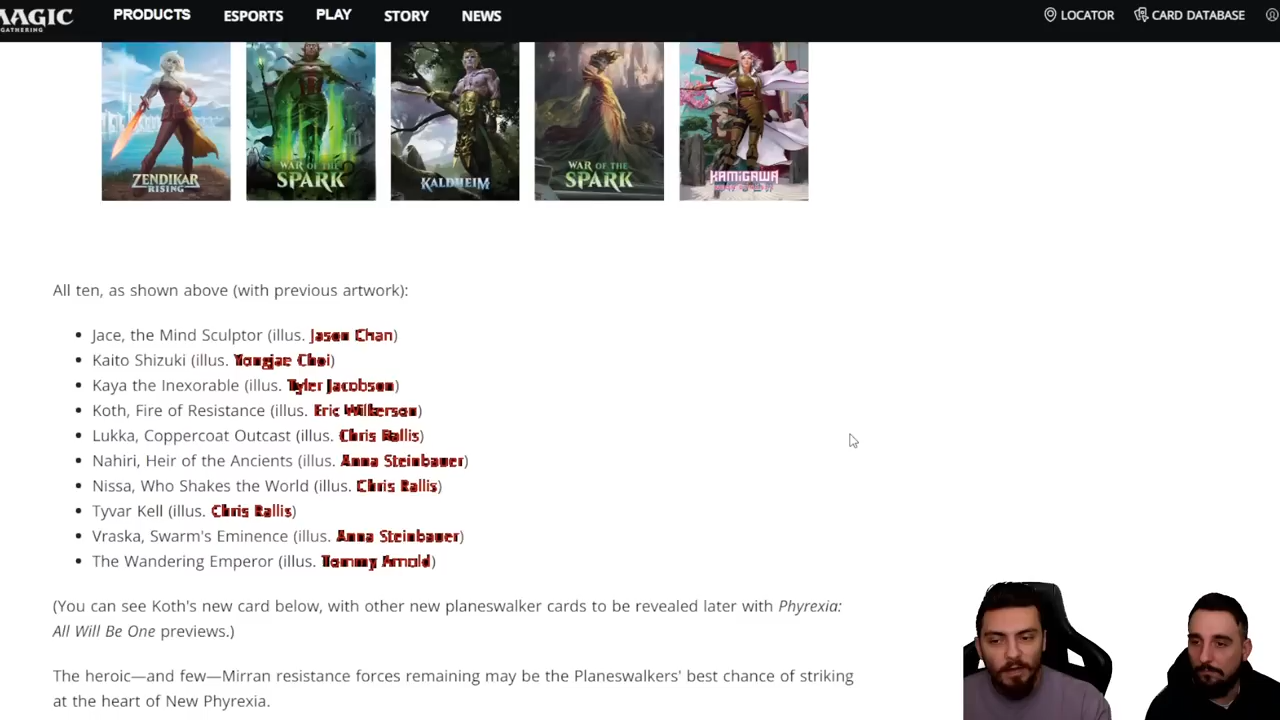 MAGIC
GATHERING
PRODUCTS
ESPORTS
PLAY
STORY
NEWS
LOCATOR
CARD DATABASE
ZENDIKAR
RISING
WAR OF THE
SPARK
KALDHEIM
WAR OF THE
SPARK
KAMIGAWA
All ten, as shown above (with previous artwork):
Jace, the Mind Sculptor (illus. Jason Chan)
Kaito Shizuki (illus. Yongjae Choi)
Kaya the Inexorable (illus. Tyler Jacobson)
Koth, Fire of Resistance (illus. Eric Wilkerson)
Lukka, Coppercoat Outcast (illus. Chris Rallis)
Nahiri, Heir of the Ancients (illus. Anna Steinbauer)
Nissa, Who Shakes the World (illus. Chris Rallis)
Tyvar Kell (illus. Chris Rallis)
Vraska, Swarm's Eminence (illus. Anna Steinbauer)
The Wandering Emperor (illus. Tommy Arnold)
(You can see Koth's new card below, with other new planeswalker cards to be revealed later with Phyrexia:
All Will Be One previews.)
The heroic—and few—Mirran resistance forces remaining may be the Planeswalkers' best chance of striking
at the heart of New Phyrexia.